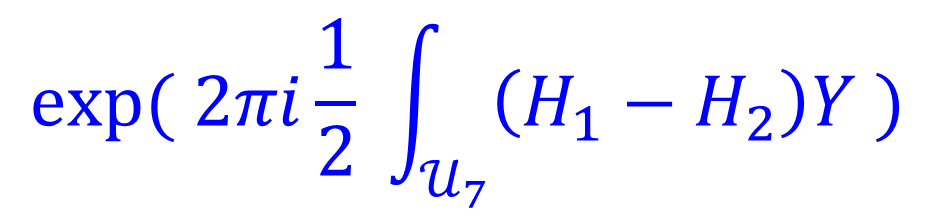 exp( 2πi 1/2 ∫_{𝒰_7} (H_1 − H_2)Y )